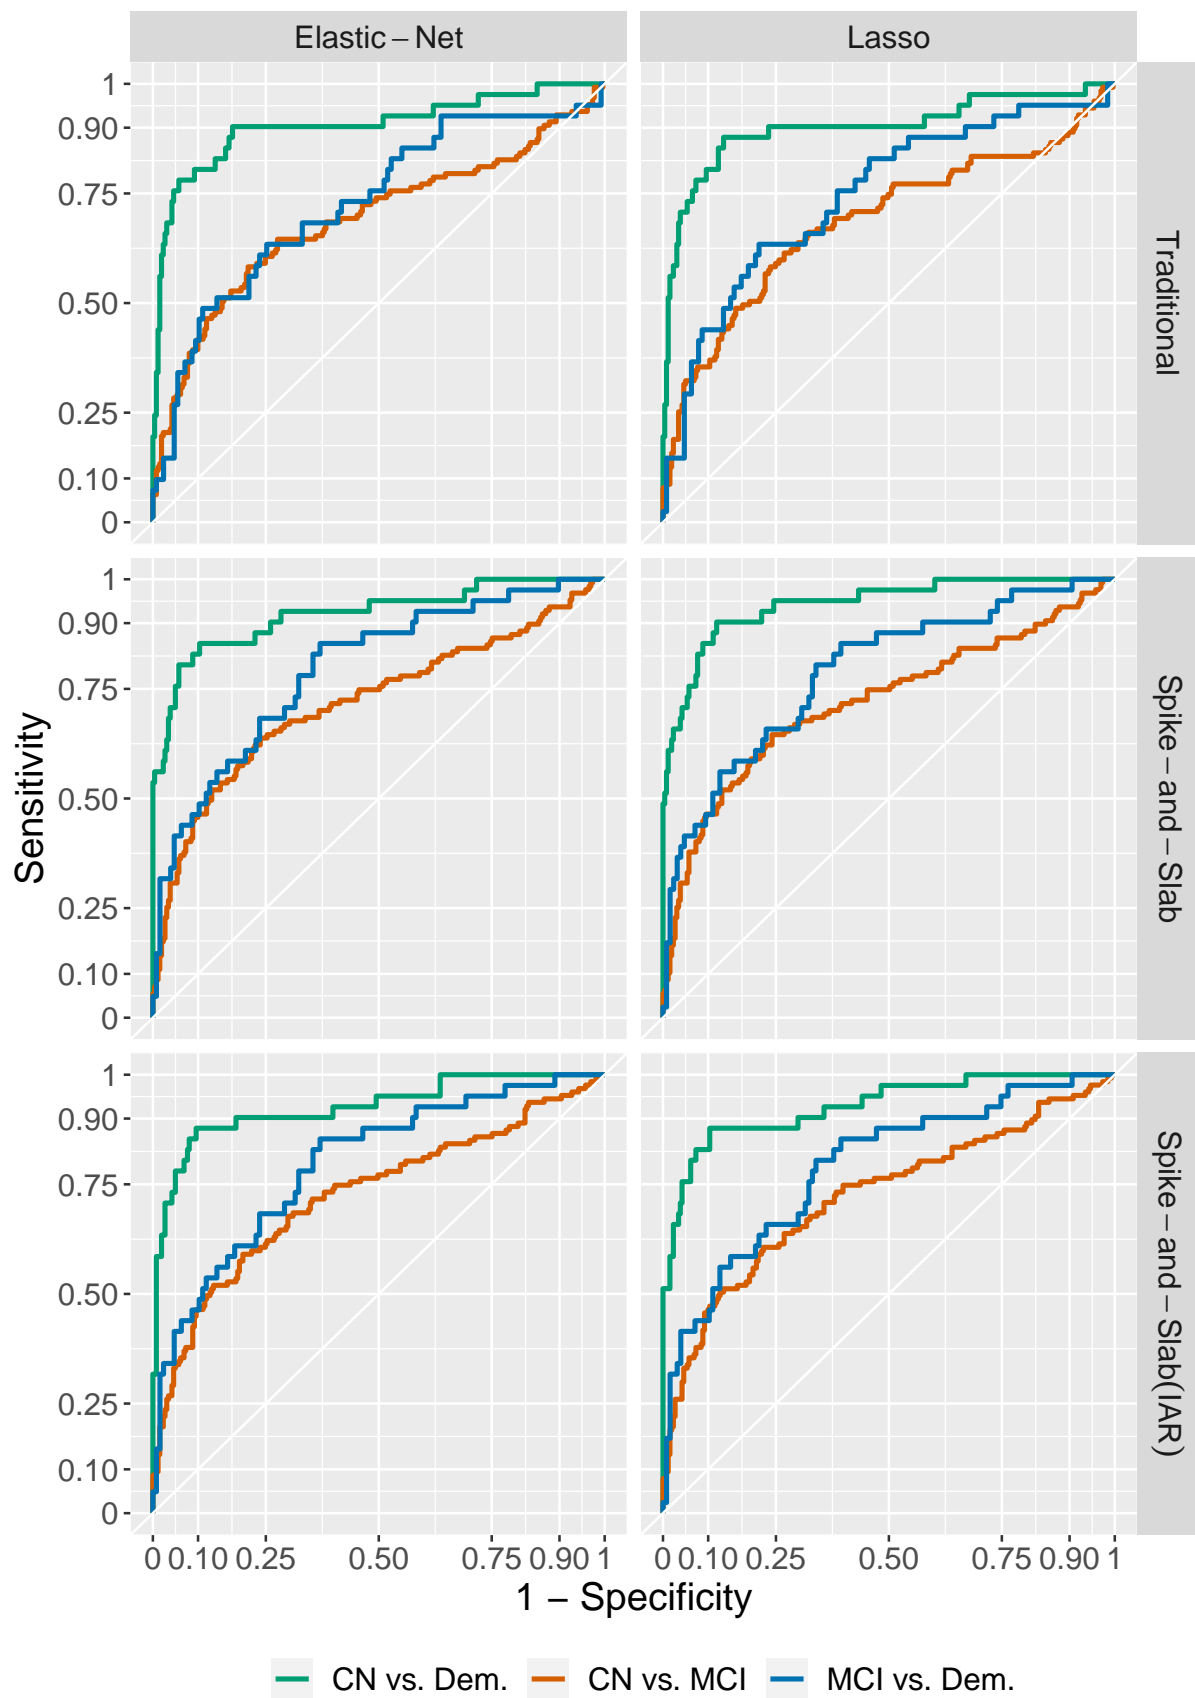 Elastic – Net
Lasso
1
0.90
0.75
0.50
0.25
0.10
0
Traditional
1
0.90
0.75
0.50
0.25
0.10
0
Spike – and – Slab
Sensitivity
1
0.90
0.75
0.50
0.25
0.10
0
Spike – and – Slab(IAR)
0 0.10 0.25 0.50 0.75 0.90 1
0 0.10 0.25 0.50 0.75 0.90 1
1 – Specificity
CN vs. Dem. CN vs. MCI MCI vs. Dem.